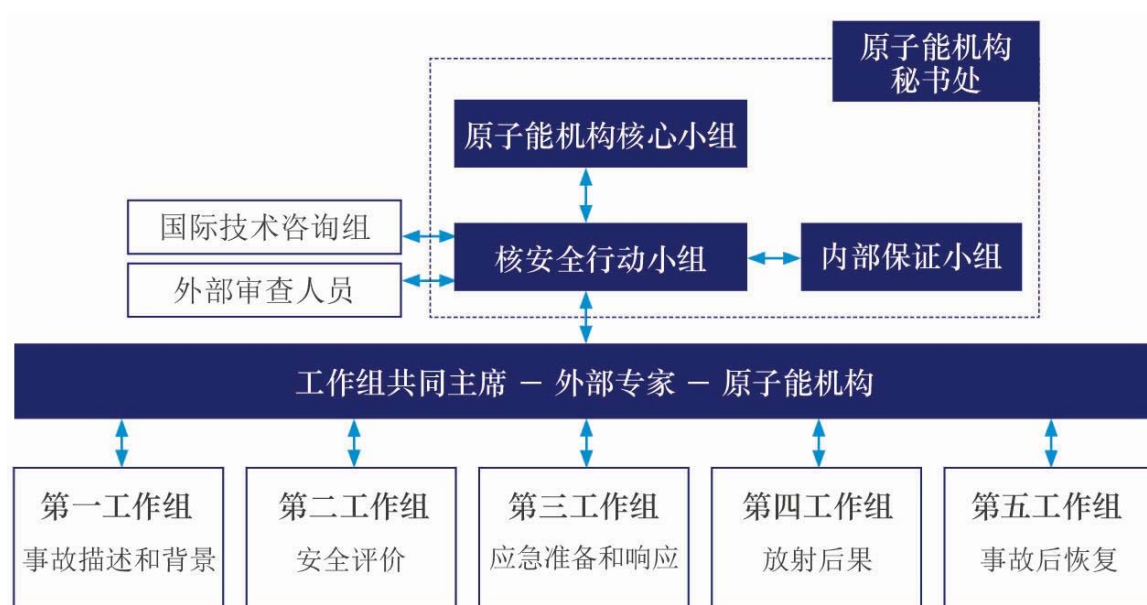 原子能机构
秘书处
原子能机构核心小组
国际技术咨询组
核安全行动小组
内部保证小组
外部审查人员
工作组共同主席 － 外部专家 － 原子能机构
第一工作组
事故描述和背景
第二工作组
安全评价
第三工作组
应急准备和响应
第四工作组
放射后果
第五工作组
事故后恢复